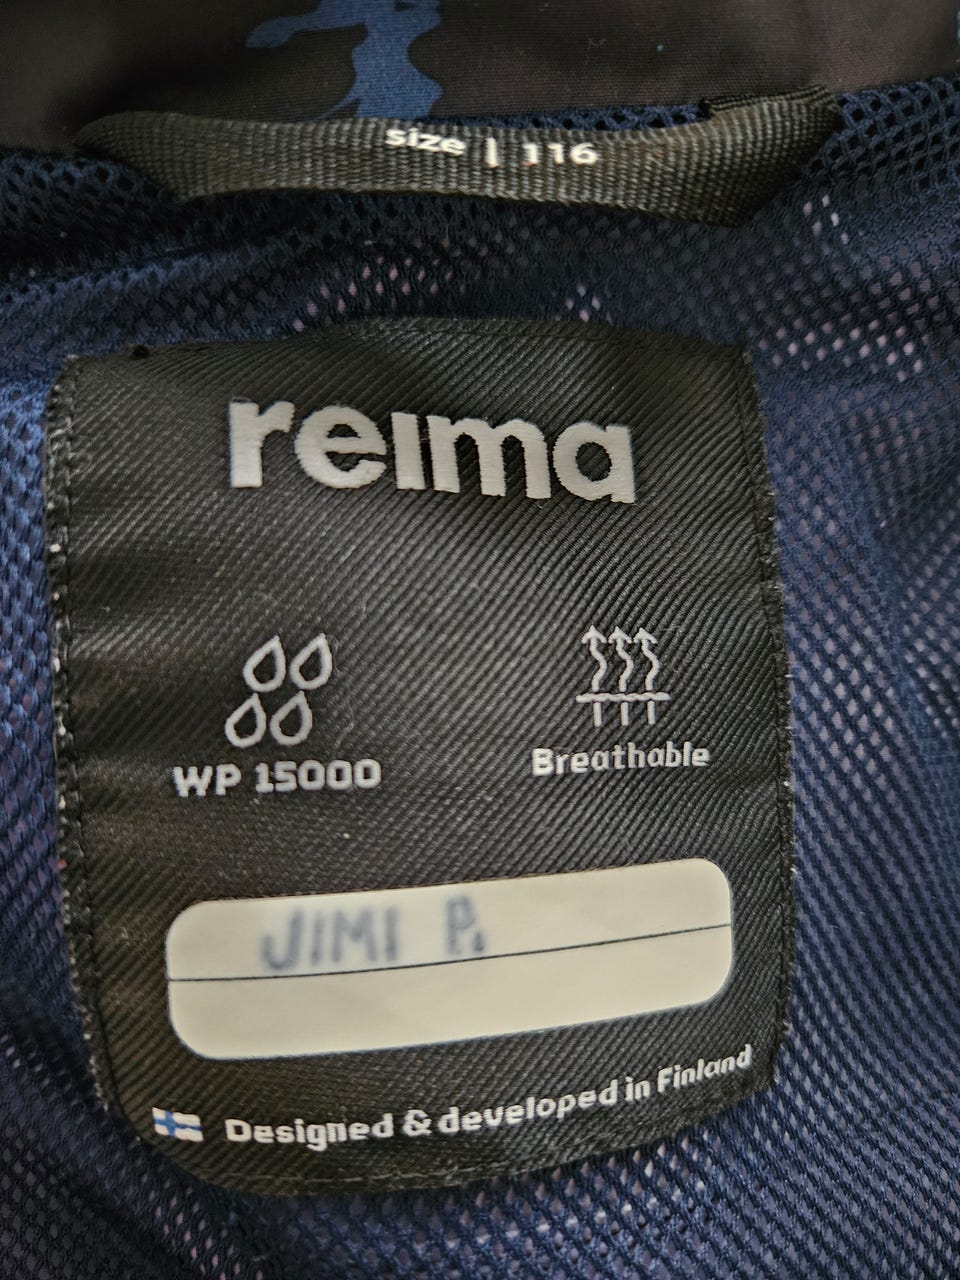 size | 116
reima
WP 15000
Breathable
JIMI P.
Designed & developed in Finland